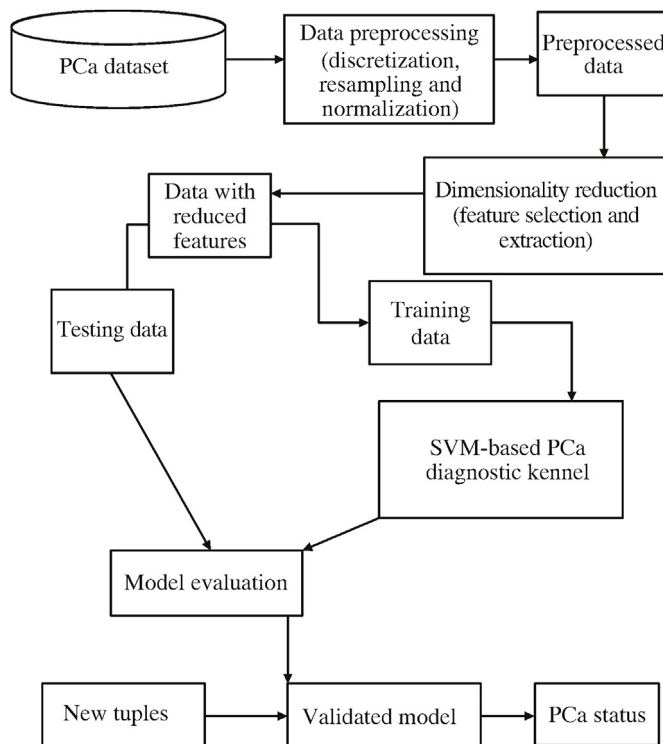 PCa dataset
Data preprocessing
(discretization,
resampling and
normalization)
Preprocessed
data
Dimensionality reduction
(feature selection and
extraction)
Data with
reduced
features
Testing data
Training
data
SVM-based PCa
diagnostic kennel
Model evaluation
New tuples
Validated model
PCa status